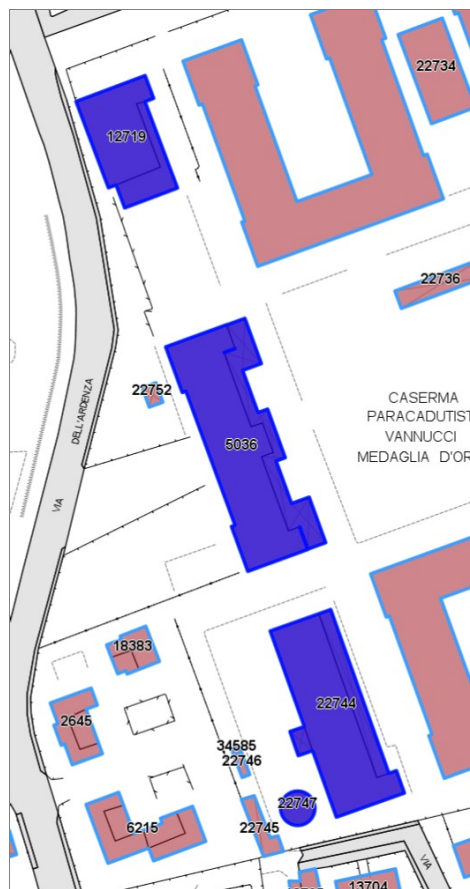 22734
12719
22736
22752
DELL'ARDENZA
CASERMA
PARACADUTIST
VANNUCCI
MEDAGLIA D'OR
5036
VIA
18383
2645
22744
34585
22746
22747
6215
22745
VIA
13704